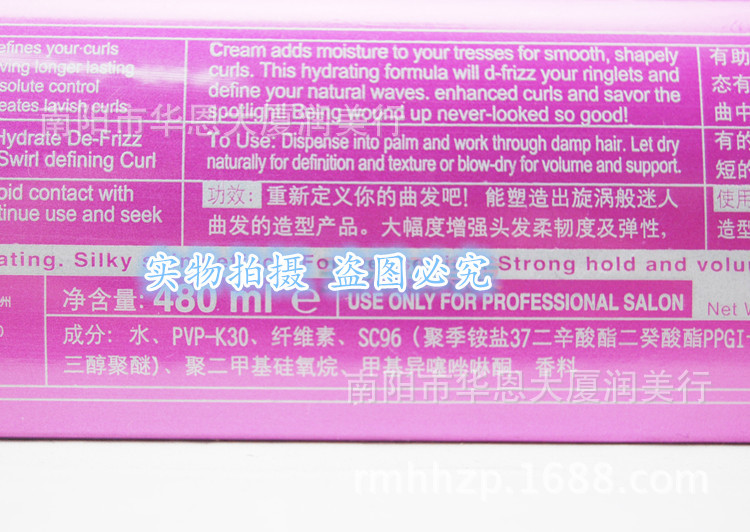 efines your curls
ving longer lasting
solute control
eates lavish curls
Hydrate De-Frizz
Swirl defining Curl
oid contact with
tinue use and seek
Cream adds moisture to your tresses for smooth, shapely
curls. This hydrating formula will d-frizz your ringlets and
define your natural waves. enhanced curls and savor the
spotlight! Being wound up never-looked so good!
To Use: Dispense into palm and work through damp hair. Let dry
naturally for definition and texture or blow-dry for volume and support.
功效：重新定义你的曲发吧！能塑造出旋涡般迷人
曲发的造型产品。大幅度增强头发柔韧度及弹性，
有助
态有
曲中
有的
短的
使用
造型
ating. Silky s
Strong hold and volu
净含量: 480 ml e
USE ONLY FOR PROFESSIONAL SALON
Net W
州
成分：水、PVP-K30、纤维素、SC96（聚季铵盐37二辛酸酯二癸酸酯PPGI
三醇聚醚）、聚二甲基硅氧烷、甲基异噻唑啉酮、香料
南阳市华恩大厦润美行
实物拍摄 盗图必究
南阳市华恩大厦润美行
rmhhzp.1688.com